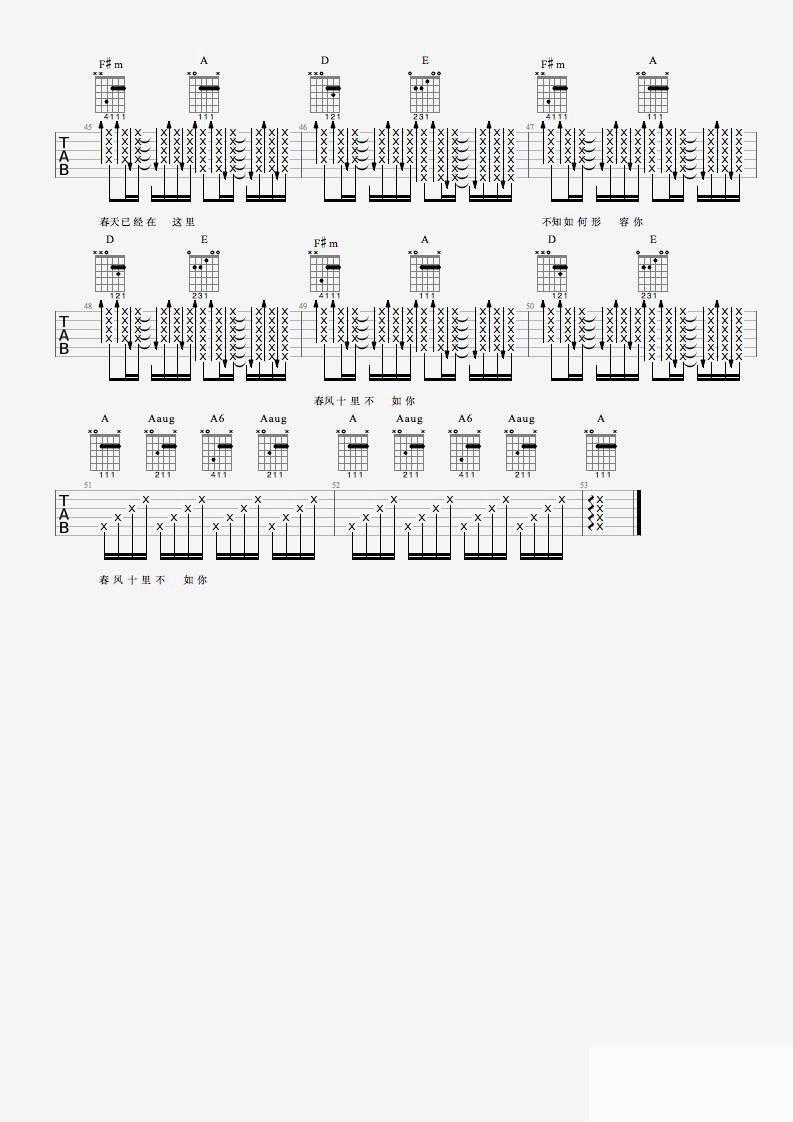 F♯m A D E F♯m A
4111 111 121 231 4111 111
45 46 47
TAB
春天已经在 这里 不知如何形 容你
D E F♯m A D E
121 231 4111 111 121 231
48 49 50
TAB
春风十里不 如你
A Aaug A6 Aaug A Aaug A6 Aaug A
111 211 411 211 111 211 411 211 111
51 52 53
TAB
春风十里不 如你